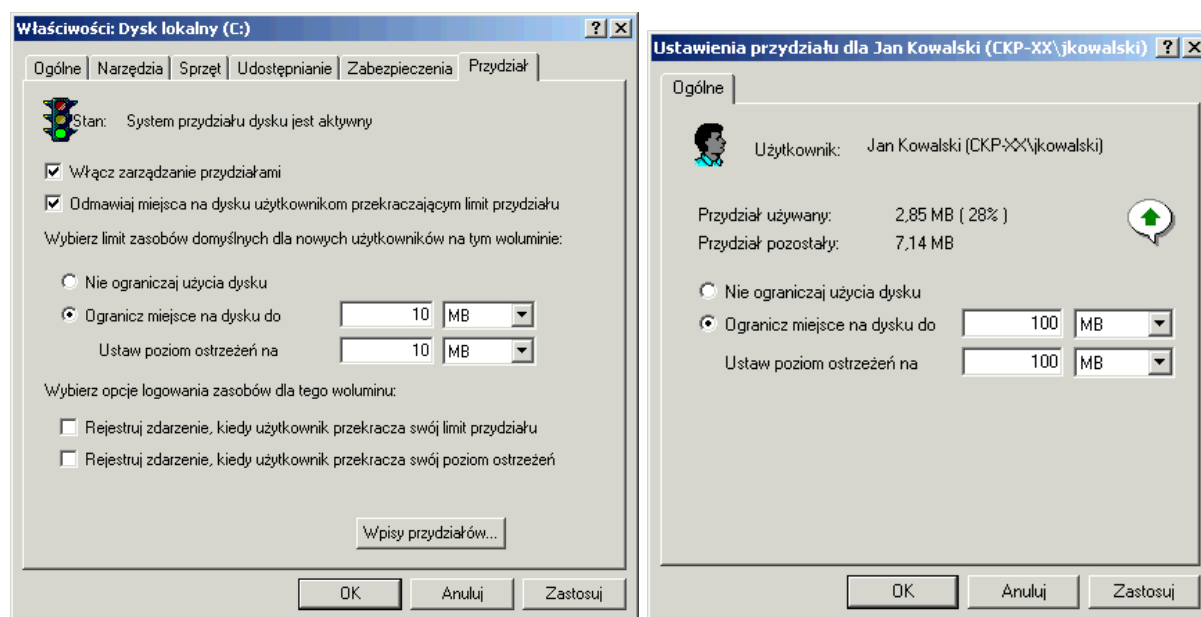 Właściwości: Dysk lokalny (C:)
Ogólne Narzędzia Sprzęt Udostępnianie Zabezpieczenia Przydział
Stan: System przydziału dysku jest aktywny
Włącz zarządzanie przydziałami
Odmawiaj miejsca na dysku użytkownikom przekraczającym limit przydziału
Wybierz limit zasobów domyślnych dla nowych użytkowników na tym woluminie:
Nie ograniczaj użycia dysku
Ogranicz miejsce na dysku do 10 MB
Ustaw poziom ostrzeżeń na 10 MB
Wybierz opcje logowania zasobów dla tego woluminu:
Rejestruj zdarzenie, kiedy użytkownik przekracza swój limit przydziału
Rejestruj zdarzenie, kiedy użytkownik przekracza swój poziom ostrzeżeń
Wpisy przydziałów...
OK Anuluj Zastosuj
Ustawienia przydziału dla Jan Kowalski (CKP-XX\jkowalski)
Ogólne
Użytkownik: Jan Kowalski (CKP-XX\jkowalski)
Przydział używany: 2,85 MB ( 28% )
Przydział pozostały: 7,14 MB
Nie ograniczaj użycia dysku
Ogranicz miejsce na dysku do 100 MB
Ustaw poziom ostrzeżeń na 100 MB
OK Anuluj Zastosuj